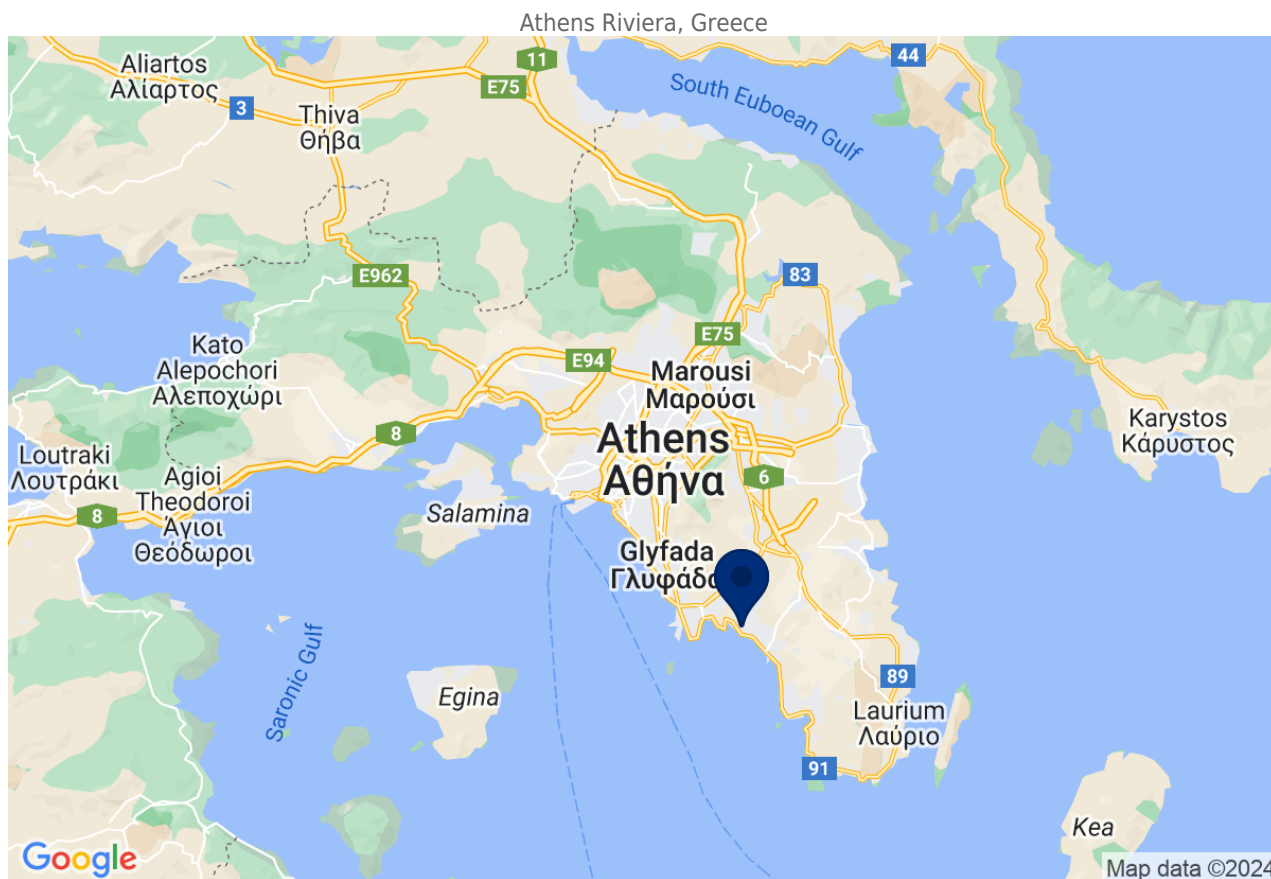 Athens Riviera, Greece
11
44
Aliartos
Αλίαρτος
E75
South Euboean Gulf
3
Thiva
Θήβα
E962
83
E75
Kato
Alepochori
Αλεποχώρι
E94
Marousi
Μαρούσι
8
Athens
Αθήνα
Karystos
Κάρυστος
Loutraki
Λουτράκι
Agioi
Theodoroi
Άγιοι
Θεόδωροι
6
8
Salamina
Glyfada
Γλυφάδα
Saronic Gulf
Egina
89
Laurium
Λαύριο
91
Kea
Google
Map data ©2024